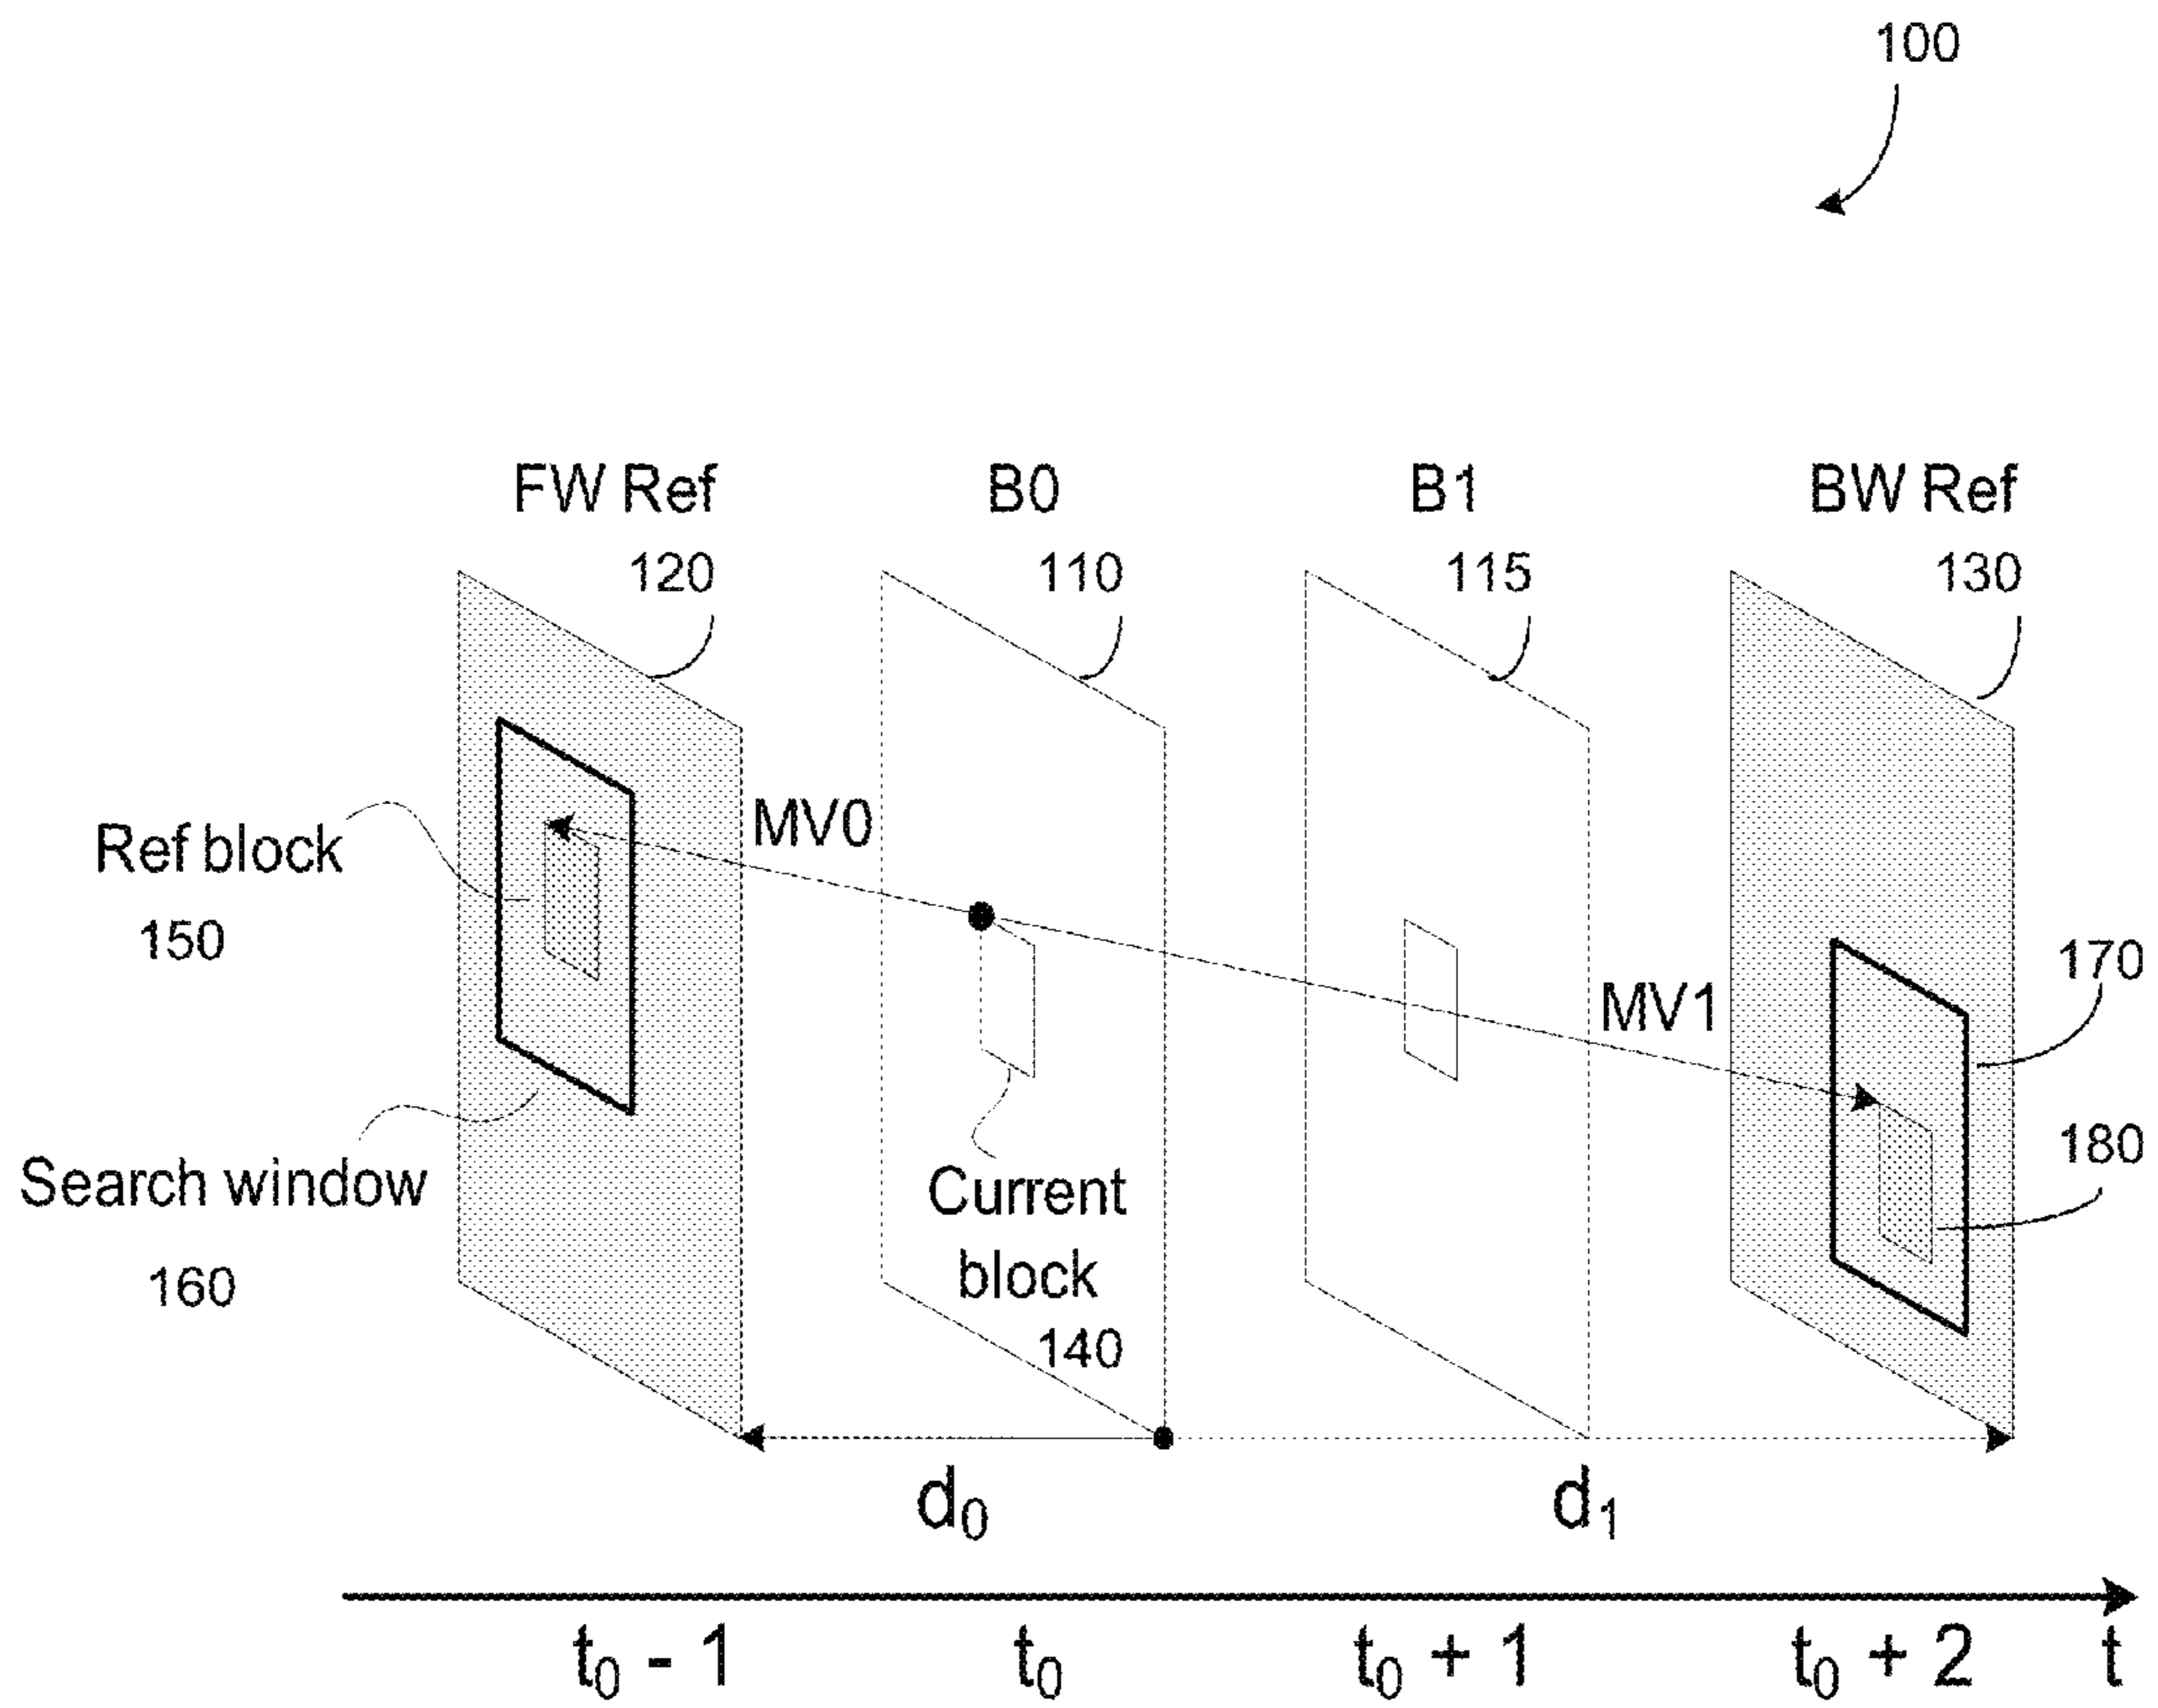 100
FW Ref
B0
B1
BW Ref
120
110
115
130
MV0
Ref block
150
MV1
170
180
Search window
160
Current
block
140
d₀
d₁
t₀ - 1
t₀
t₀ + 1
t₀ + 2
t